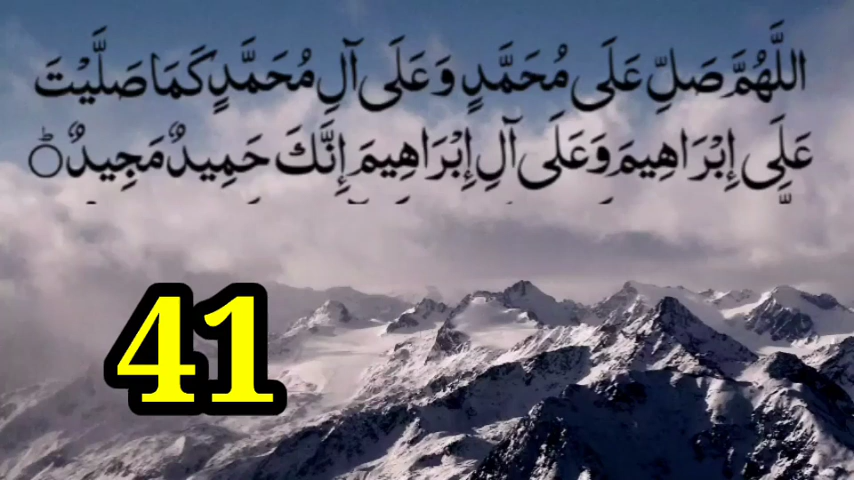 اللَّهُمَّ صَلِّ عَلَى مُحَمَّدٍ وَعَلَى آلِ مُحَمَّدٍ كَمَا صَلَّيْتَ
عَلَى إِبْرَاهِيمَ وَعَلَى آلِ إِبْرَاهِيمَ إِنَّكَ حَمِيدٌ مَجِيدٌ
41